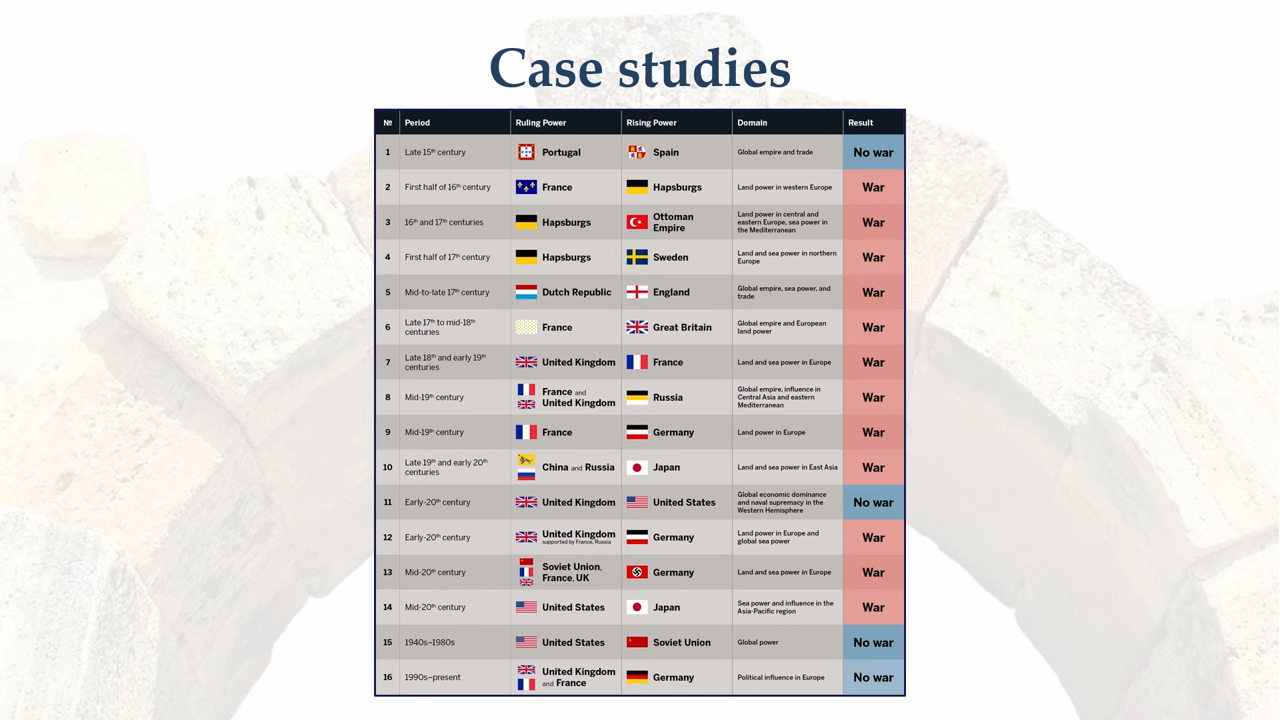 Case studies
№ Period Ruling Power Rising Power Domain Result
1 Late 15th century Portugal Spain Global empire and trade No war
2 First half of 16th century France Hapsburgs Land power in western Europe War
3 16th and 17th centuries Hapsburgs Ottoman Empire Land power in central and eastern Europe, sea power in the Mediterranean War
4 First half of 17th century Hapsburgs Sweden Land and sea power in northern Europe War
5 Mid-to-late 17th century Dutch Republic England Global empire, sea power, and trade War
6 Late 17th to mid-18th centuries France Great Britain Global empire and European land power War
7 Late 18th and early 19th centuries United Kingdom France Land and sea power in Europe War
8 Mid-19th century France and United Kingdom Russia Global empire, influence in Central Asia and eastern Mediterranean War
9 Mid-19th century France Germany Land power in Europe War
10 Late 19th and early 20th centuries China and Russia Japan Land and sea power in East Asia War
11 Early-20th century United Kingdom United States Global economic dominance and naval supremacy in the Western Hemisphere No war
12 Early-20th century United Kingdom supported by France, Russia Germany Land power in Europe and global sea power War
13 Mid-20th century Soviet Union, France, UK Germany Land and sea power in Europe War
14 Mid-20th century United States Japan Sea power and influence in the Asia-Pacific region War
15 1940s–1980s United States Soviet Union Global power No war
16 1990s–present United Kingdom and France Germany Political influence in Europe No war